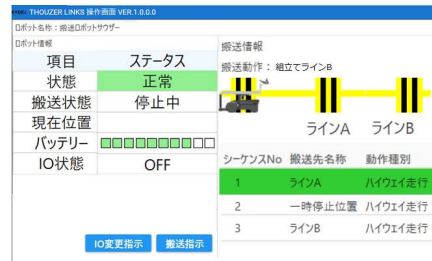 THOUZER LINKS 操作画面 VER.1.0.0.0
ロボット名称：搬送ロボットサウザー
ロボット情報
項目 ステータス
状態 正常
搬送状態 停止中
現在位置
バッテリー
IO状態 OFF
IO変更指示 搬送指示
搬送情報
搬送動作： 組立てラインB
ラインA ラインB
シーケンスNo 搬送先名称 動作種別
1 ラインA ハイウェイ走行
2 一時停止位置 ハイウェイ走行
3 ラインB ハイウェイ走行